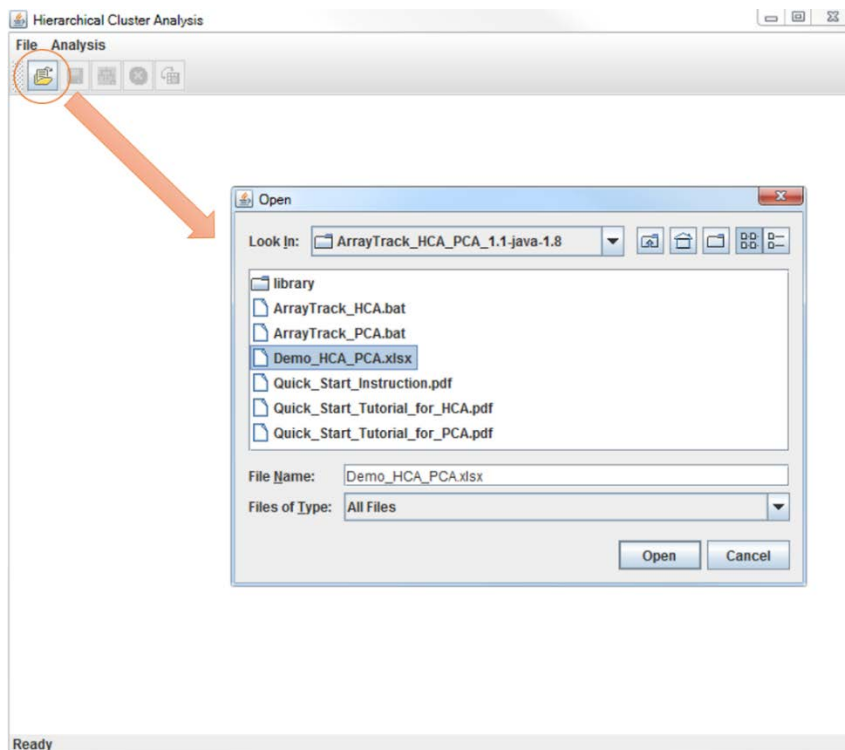 Hierarchical Cluster Analysis
File Analysis
Open
Look In: ArrayTrack_HCA_PCA_1.1-java-1.8
library
ArrayTrack_HCA.bat
ArrayTrack_PCA.bat
Demo_HCA_PCA.xlsx
Quick_Start_Instruction.pdf
Quick_Start_Tutorial_for_HCA.pdf
Quick_Start_Tutorial_for_PCA.pdf
File Name: Demo_HCA_PCA.xlsx
Files of Type: All Files
Open Cancel
Ready